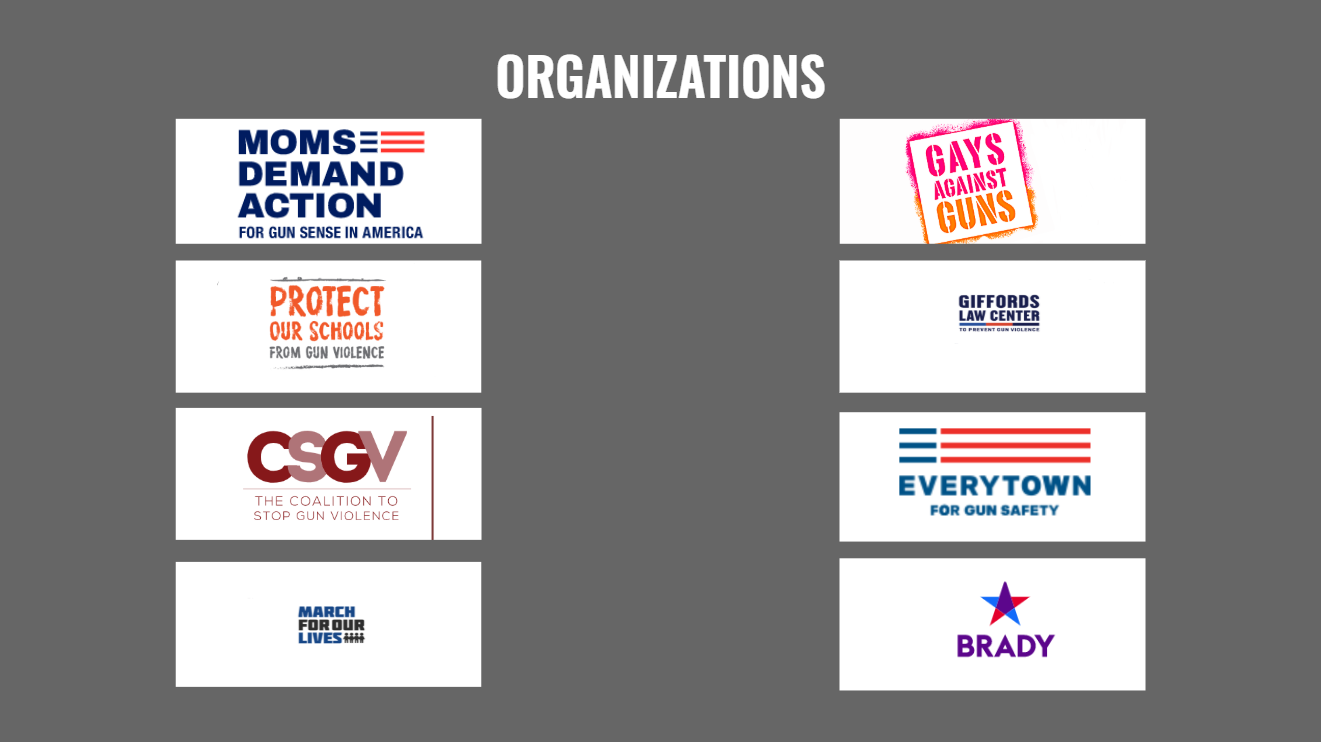 ORGANIZATIONS
MOMS
DEMAND
ACTION
FOR GUN SENSE IN AMERICA
GAYS
AGAINST
GUNS
PROTECT
OUR SCHOOLS
FROM GUN VIOLENCE
GIFFORDS
LAW CENTER
TO PREVENT GUN VIOLENCE
CSGV
THE COALITION TO
STOP GUN VIOLENCE
EVERYTOWN
FOR GUN SAFETY
MARCH
FOR OUR
LIVES
BRADY